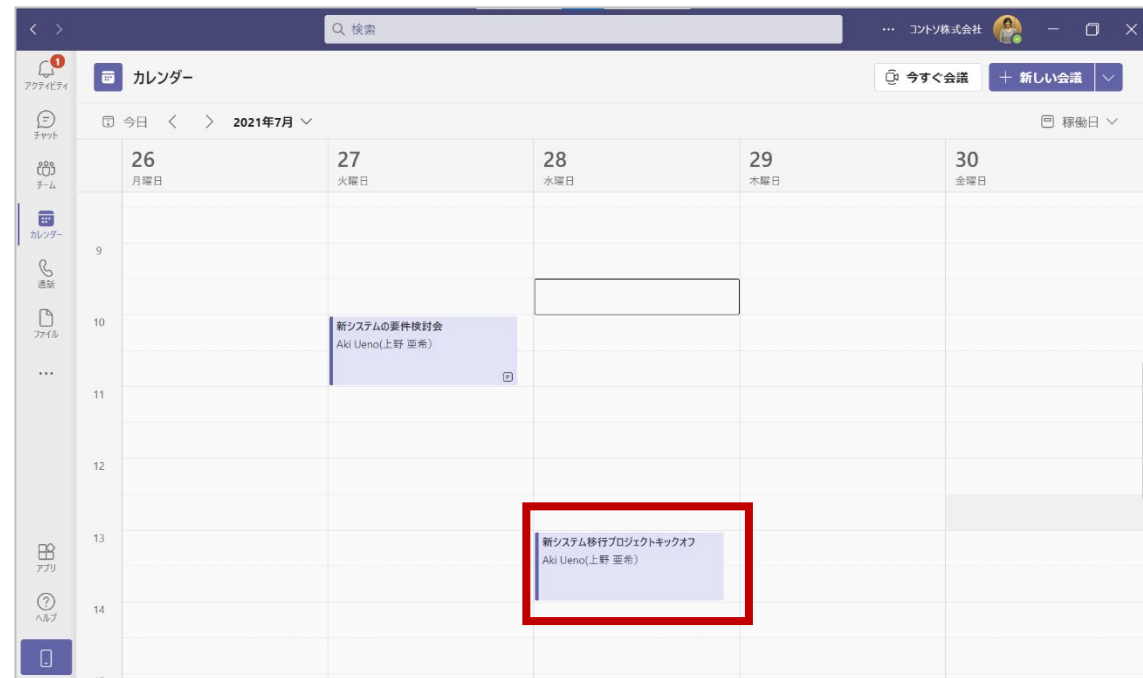 検索
… コントソ株式会社
1
アクティビティ
チャット
チーム
カレンダー
通話
ファイル
…
アプリ
ヘルプ
カレンダー
今すぐ会議
+ 新しい会議
今日 < > 2021年7月
稼働日
26
月曜日
27
火曜日
28
水曜日
29
木曜日
30
金曜日
9
10
11
12
13
14
新システムの要件検討会
Aki Ueno(上野 亜希)
新システム移行プロジェクトキックオフ
Aki Ueno(上野 亜希)